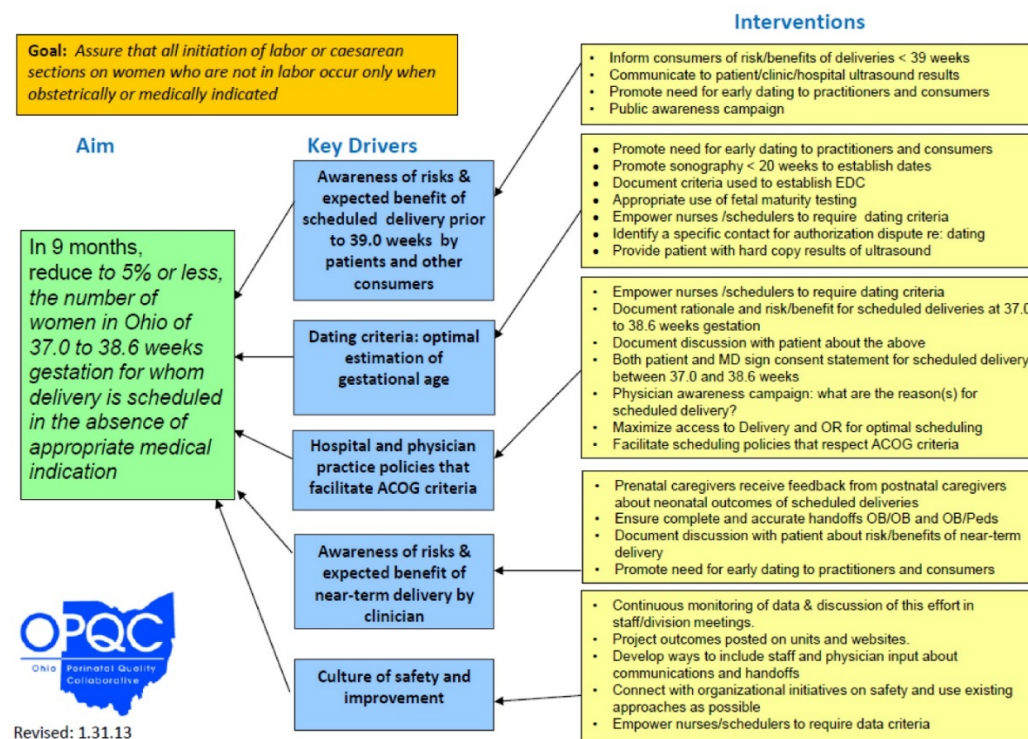 Interventions
Goal: Assure that all initiation of labor or caesarean
sections on women who are not in labor occur only when
obstetrically or medically indicated
Aim
Key Drivers
In 9 months,
reduce to 5% or less,
the number of
women in Ohio of
37.0 to 38.6 weeks
gestation for whom
delivery is scheduled
in the absence of
appropriate medical
indication
Awareness of risks &
expected benefit of
scheduled delivery prior
to 39.0 weeks by
patients and other
consumers
Dating criteria: optimal
estimation of
gestational age
Hospital and physician
practice policies that
facilitate ACOG criteria
Awareness of risks &
expected benefit of
near-term delivery by
clinician
Culture of safety and
improvement
• Inform consumers of risk/benefits of deliveries < 39 weeks
• Communicate to patient/clinic/hospital ultrasound results
• Promote need for early dating to practitioners and consumers
• Public awareness campaign
• Promote need for early dating to practitioners and consumers
• Promote sonography < 20 weeks to establish dates
• Document criteria used to establish EDC
• Appropriate use of fetal maturity testing
• Empower nurses /schedulers to require dating criteria
• Identify a specific contact for authorization dispute re: dating
• Provide patient with hard copy results of ultrasound
• Empower nurses /schedulers to require dating criteria
• Document rationale and risk/benefit for scheduled deliveries at 37.0
to 38.6 weeks gestation
• Document discussion with patient about the above
• Both patient and MD sign consent statement for scheduled delivery
between 37.0 and 38.6 weeks
• Physician awareness campaign: what are the reason(s) for
scheduled delivery?
• Maximize access to Delivery and OR for optimal scheduling
• Facilitate scheduling policies that respect ACOG criteria
• Prenatal caregivers receive feedback from postnatal caregivers
about neonatal outcomes of scheduled deliveries
• Ensure complete and accurate handoffs OB/OB and OB/Peds
• Document discussion with patient about risk/benefits of near-term
delivery
• Promote need for early dating to practitioners and consumers
• Continuous monitoring of data & discussion of this effort in
staff/division meetings.
• Project outcomes posted on units and websites.
• Develop ways to include staff and physician input about
communications and handoffs
• Connect with organizational initiatives on safety and use existing
approaches as possible
• Empower nurses/schedulers to require data criteria
OPQC
Ohio Perinatal Quality
Collaborative
Revised: 1.31.13